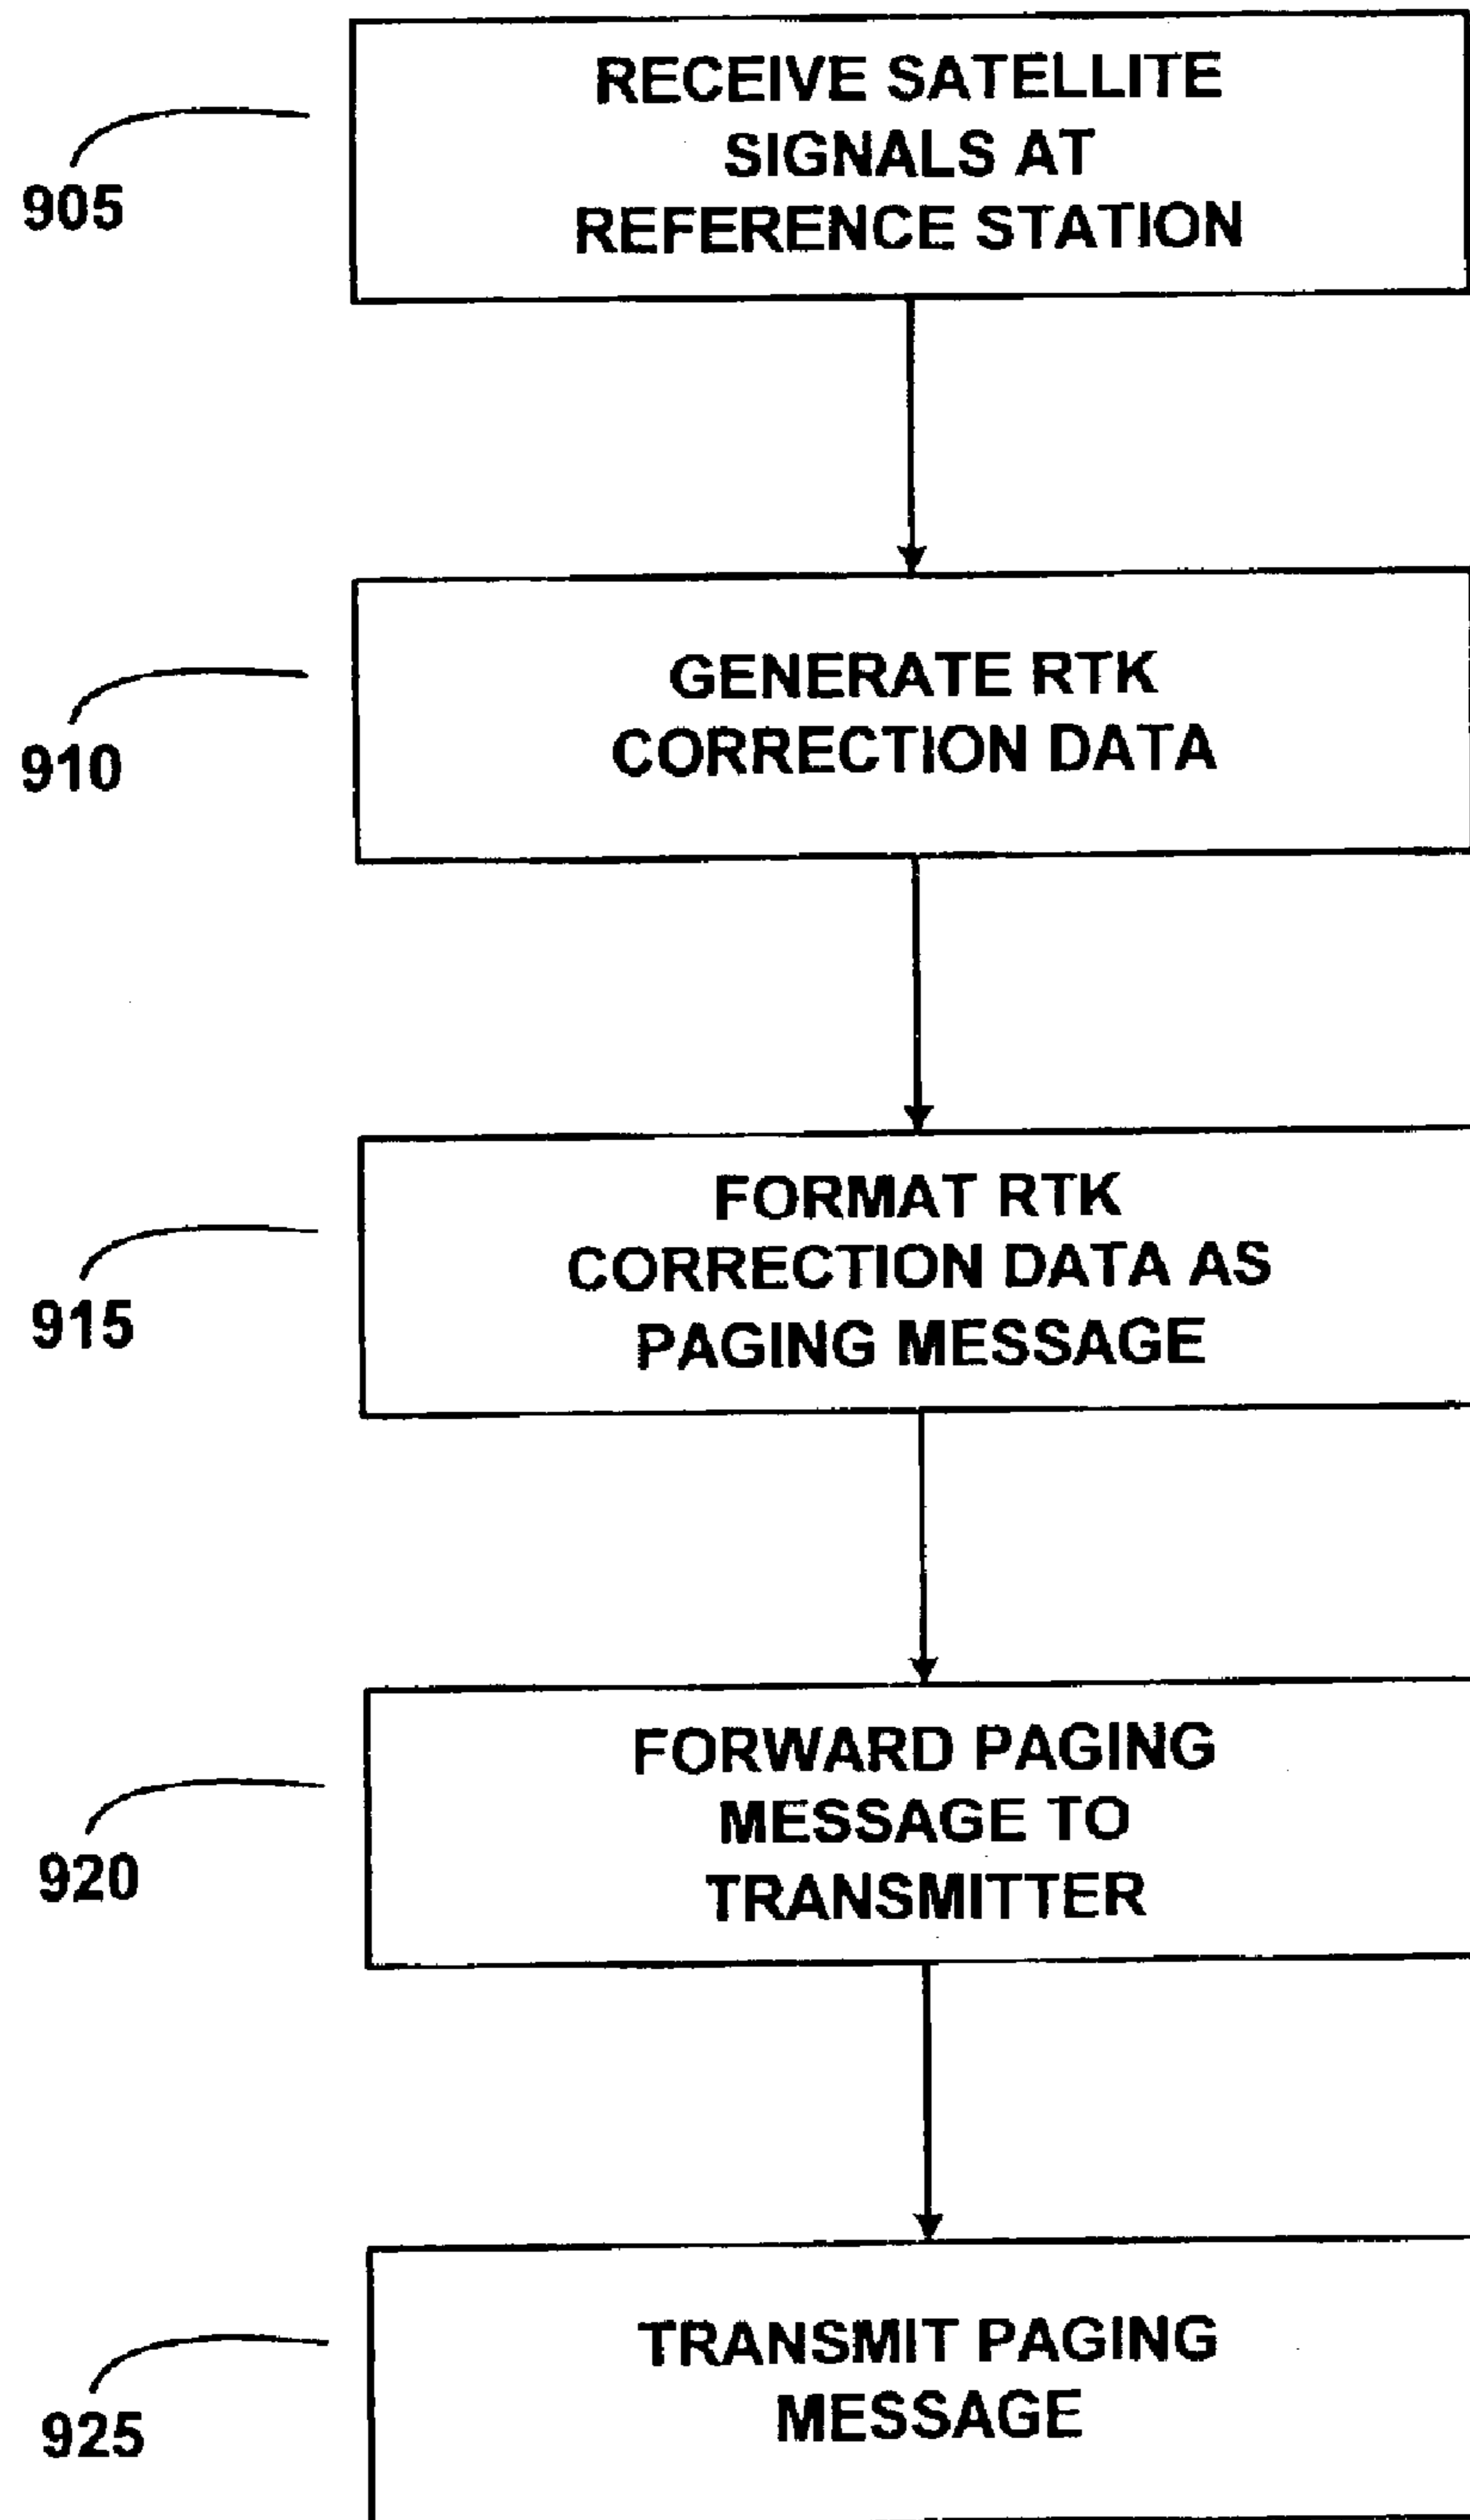 RECEIVE SATELLITE
SIGNALS AT
REFERENCE STATION
905
GENERATE RTK
CORRECTION DATA
910
FORMAT RTK
CORRECTION DATA AS
PAGING MESSAGE
915
FORWARD PAGING
MESSAGE TO
TRANSMITTER
920
TRANSMIT PAGING
MESSAGE
925